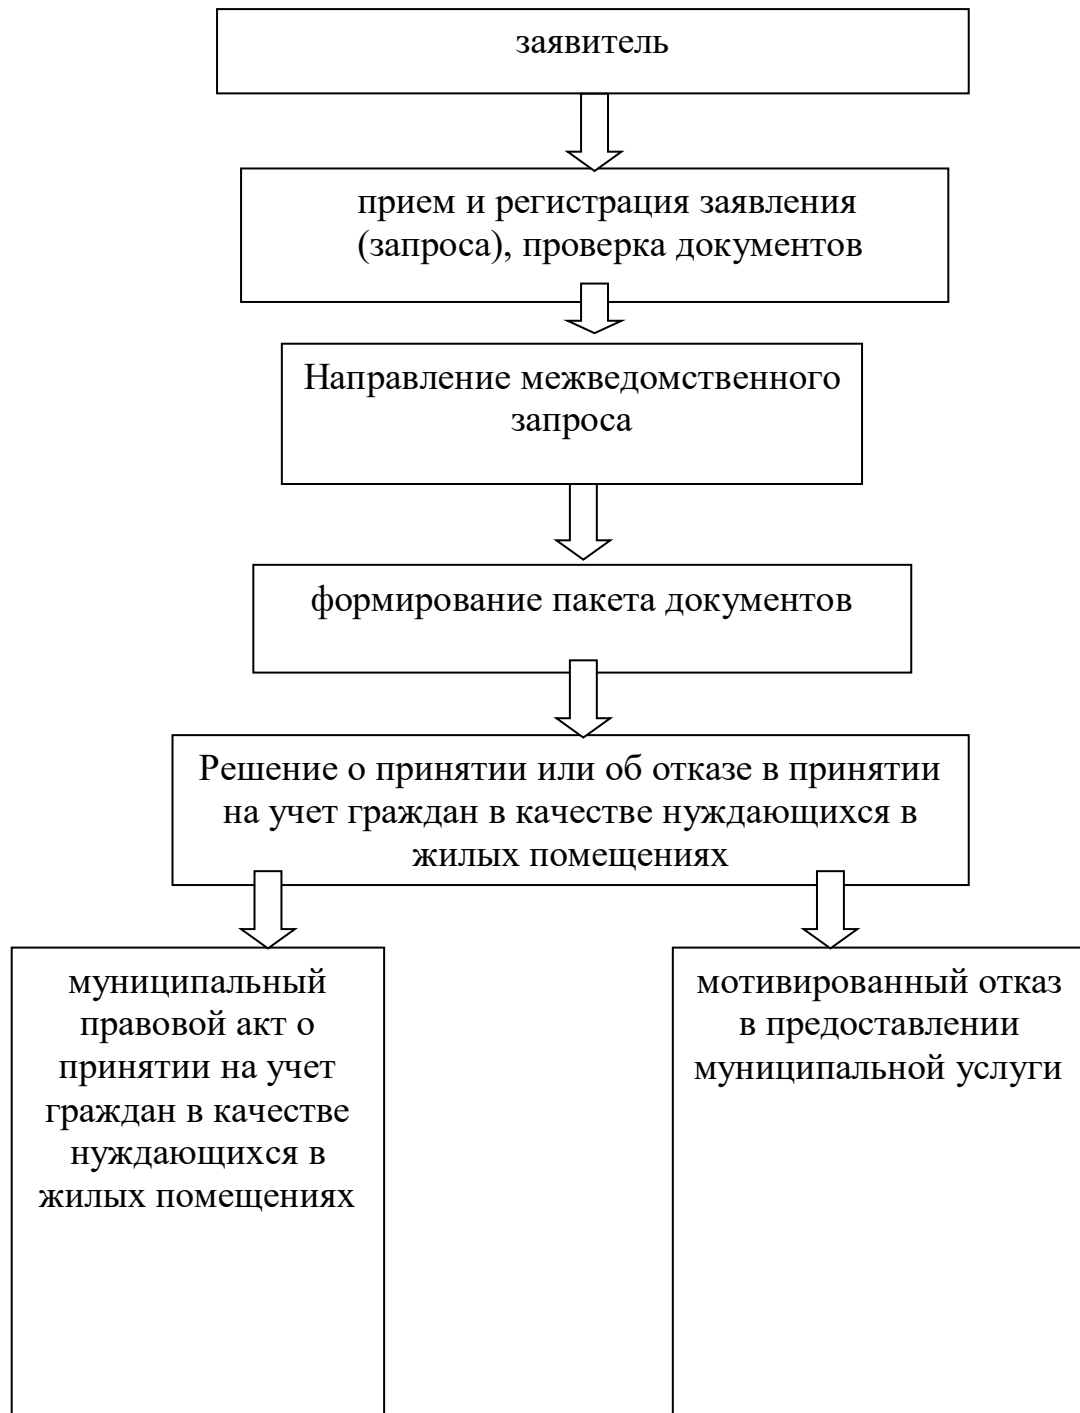 заявитель
прием и регистрация заявления
(запроса), проверка документов
Направление межведомственного
запроса
формирование пакета документов
Решение о принятии или об отказе в принятии
на учет граждан в качестве нуждающихся в
жилых помещениях
муниципальный
правовой акт о
принятии на учет
граждан в качестве
нуждающихся в
жилых помещениях
мотивированный отказ
в предоставлении
муниципальной услуги